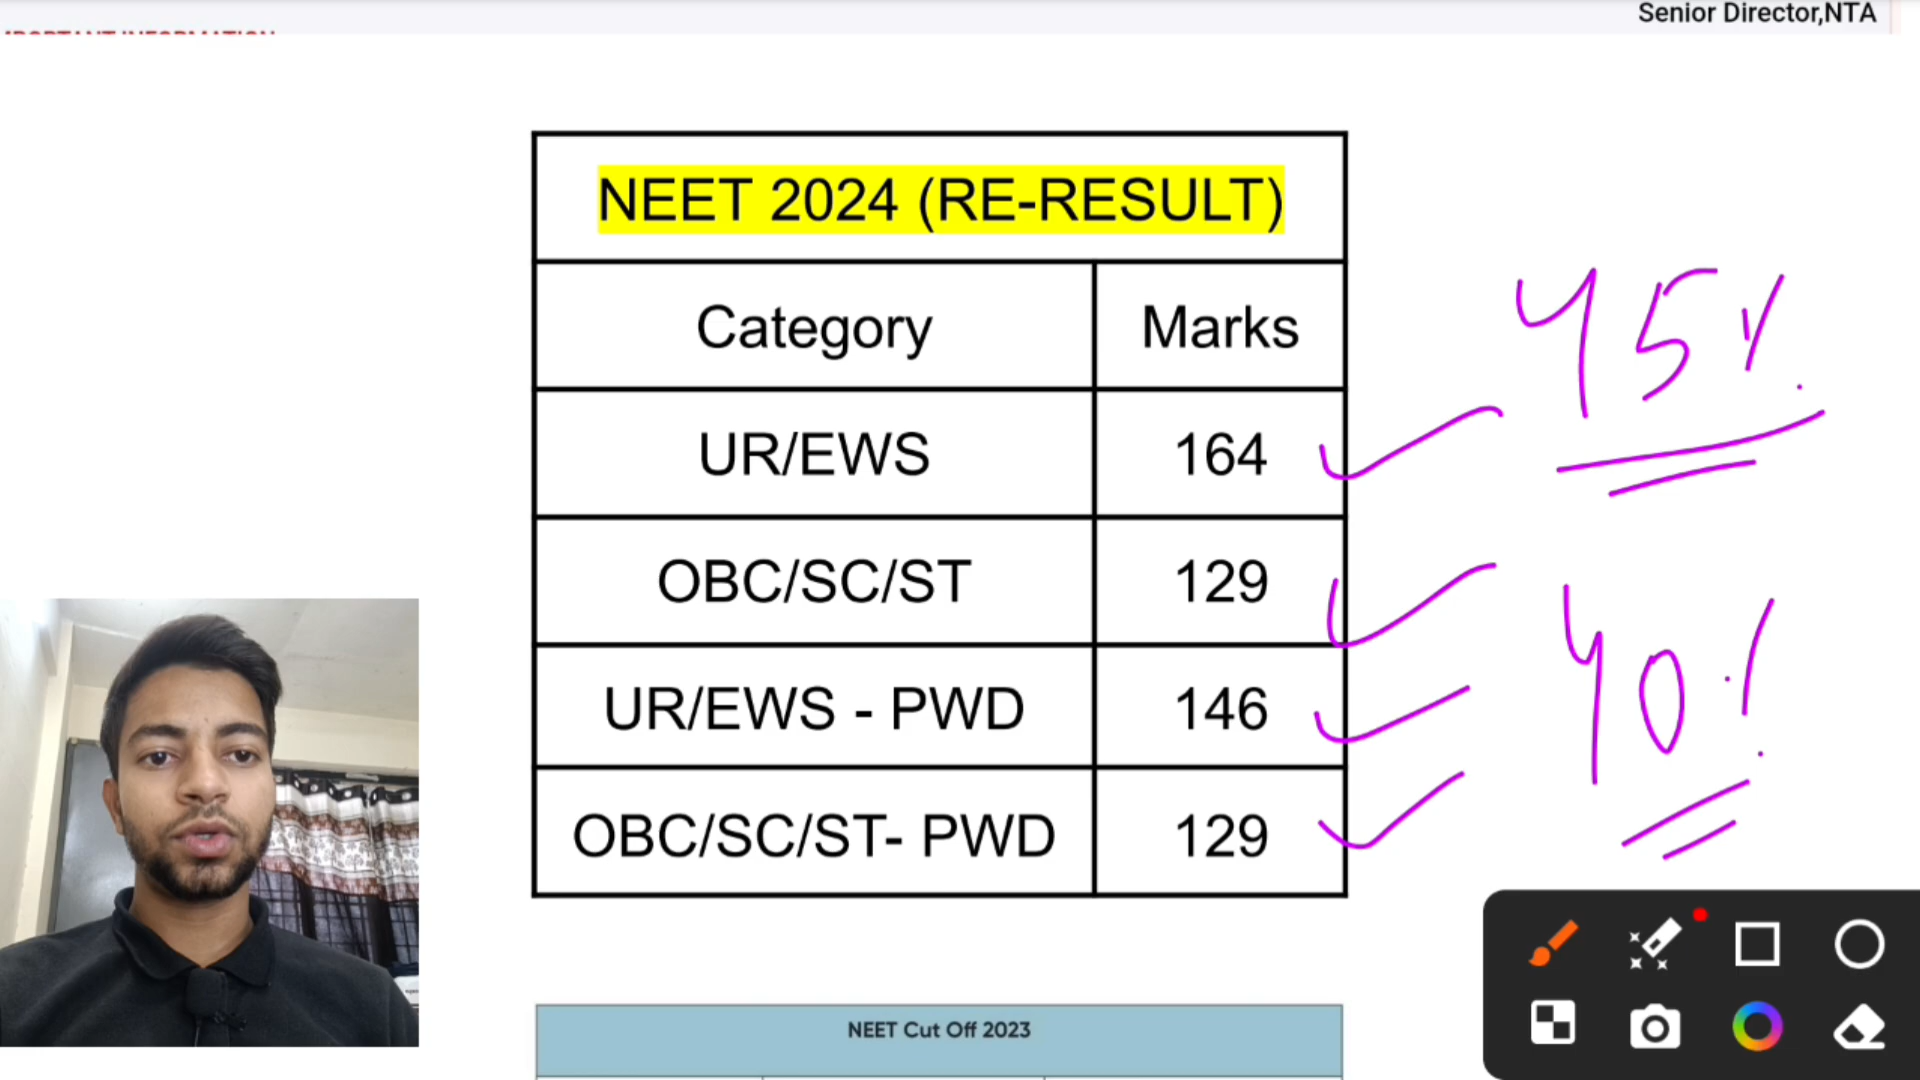 Senior Director,NTA
NEET 2024 (RE-RESULT)
Category Marks
UR/EWS 164
45%
OBC/SC/ST 129
40%
UR/EWS - PWD 146
OBC/SC/ST- PWD 129
NEET Cut Off 2023